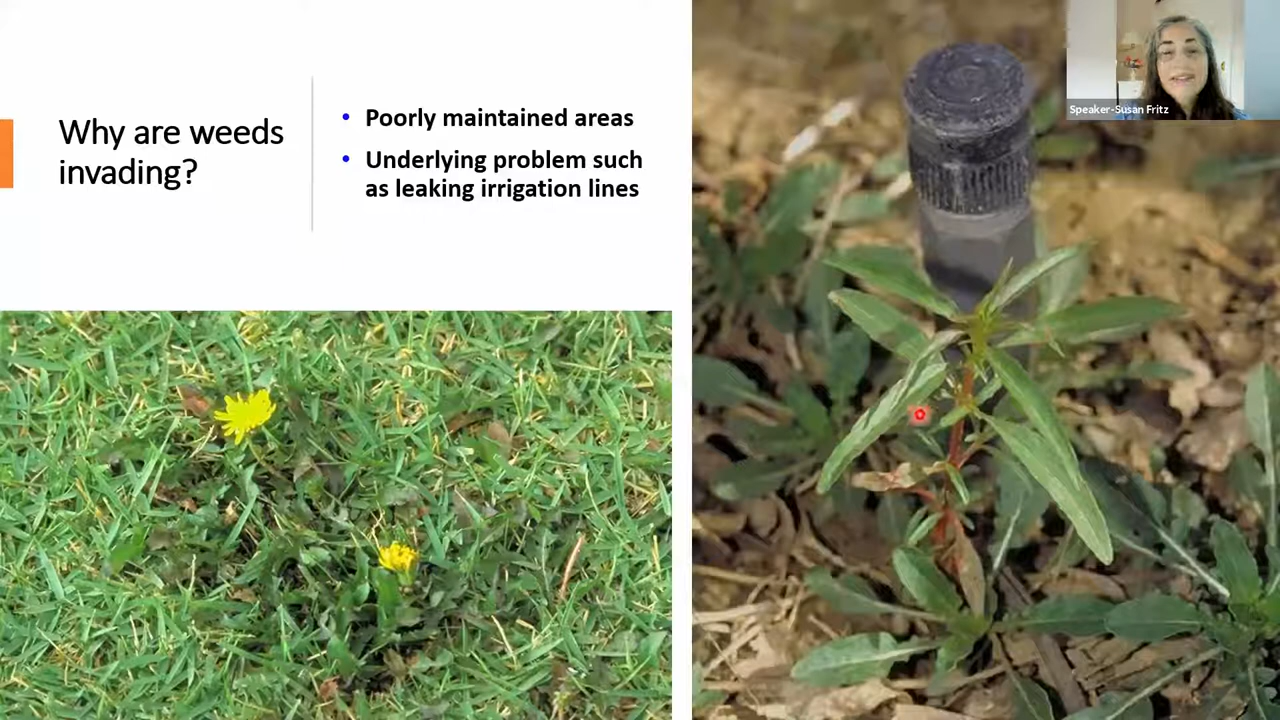 Why are weeds
invading?
• Poorly maintained areas
• Underlying problem such
as leaking irrigation lines
Speaker-Susan Fritz